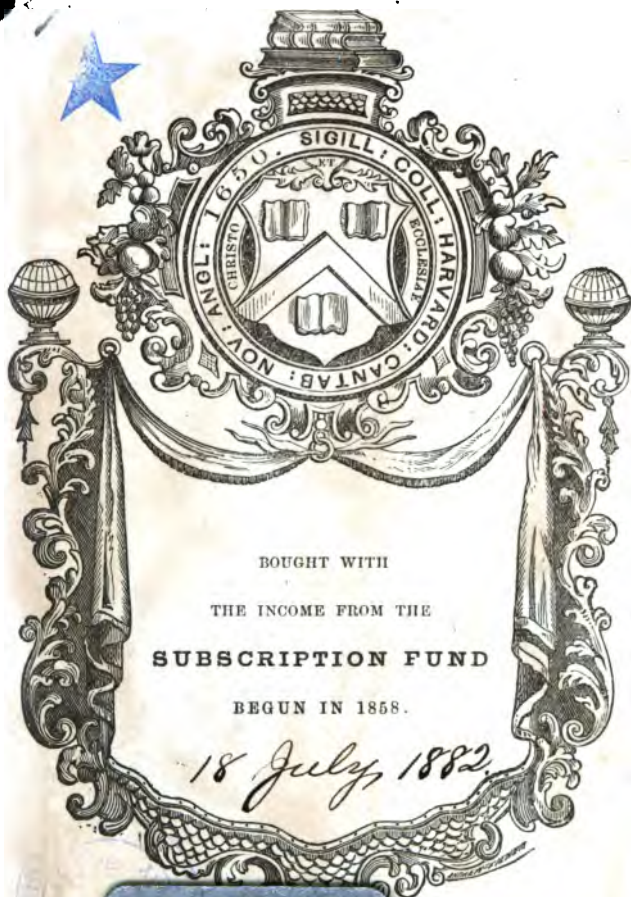 SIGILL: COLL: HARVARD: CANTAB: NOV: ANGL: 1650.
ET
CHRISTO
ECCLESIAE
BOUGHT WITH
THE INCOME FROM THE
SUBSCRIPTION FUND
BEGUN IN 1858.
18 July, 1882.